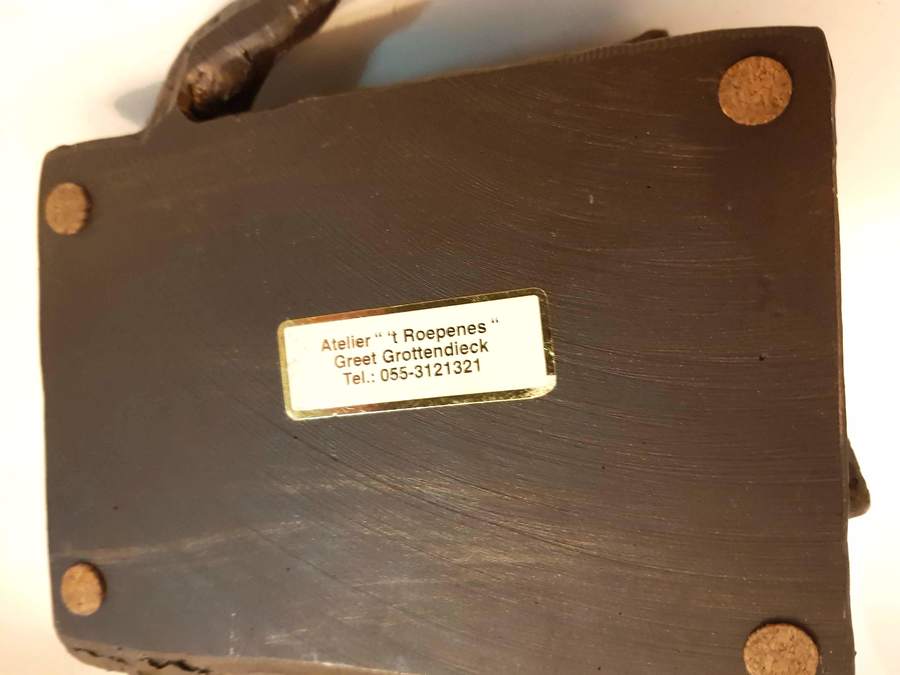 Atelier “ 't Roepenes “
Greet Grottendieck
Tel.: 055-3121321